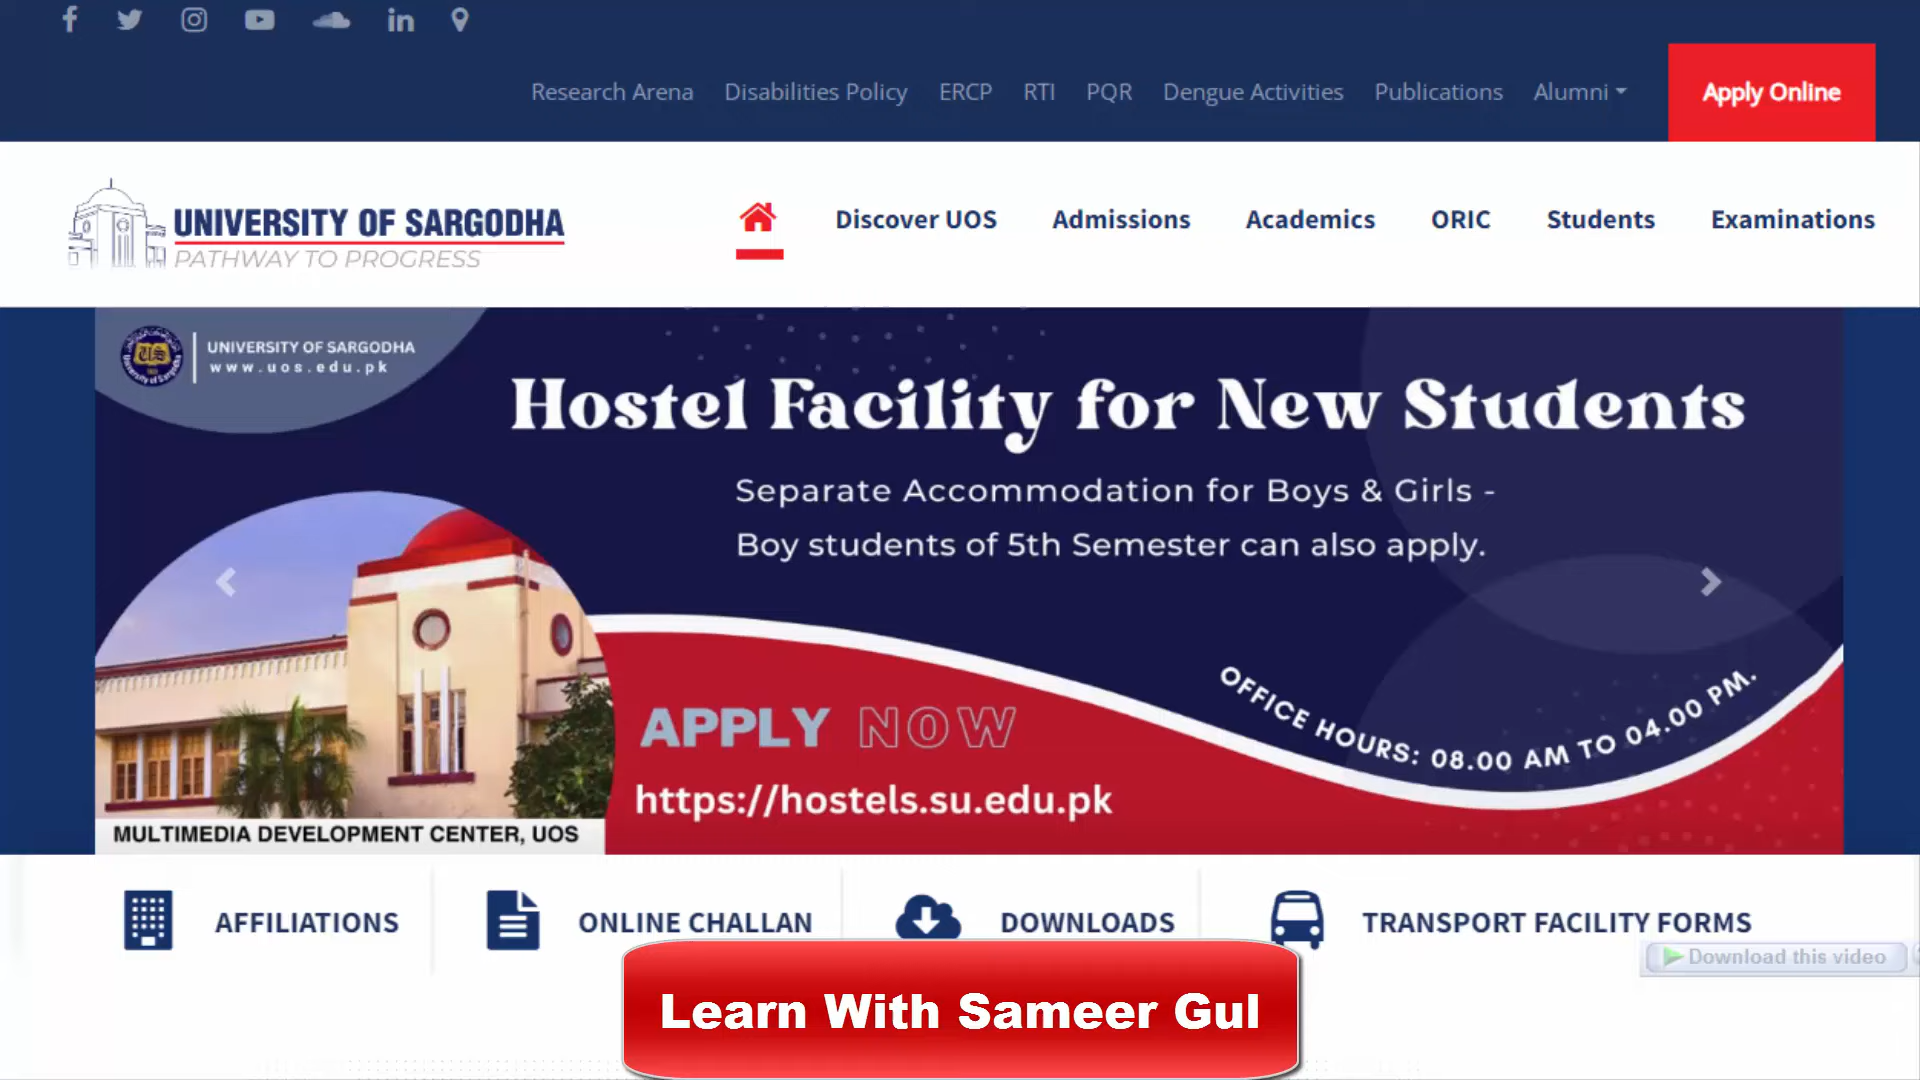 Research Arena Disabilities Policy ERCP RTI PQR Dengue Activities Publications Alumni Apply Online
UNIVERSITY OF SARGODHA
PATHWAY TO PROGRESS
Discover UOS Admissions Academics ORIC Students Examinations
UNIVERSITY OF SARGODHA
www.uos.edu.pk
Hostel Facility for New Students
Separate Accommodation for Boys & Girls -
Boy students of 5th Semester can also apply.
OFFICE HOURS: 08.00 AM TO 04.00 PM.
APPLY NOW
https://hostels.su.edu.pk
MULTIMEDIA DEVELOPMENT CENTER, UOS
AFFILIATIONS ONLINE CHALLAN DOWNLOADS TRANSPORT FACILITY FORMS
Download this video
Learn With Sameer Gul